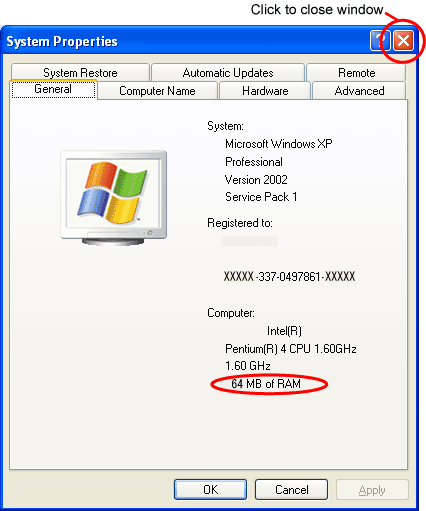 Click to close window.
System Properties
?
System Restore
Automatic Updates
Remote
General
Computer Name
Hardware
Advanced
System:
Microsoft Windows XP
Professional
Version 2002
Service Pack 1
Registered to:
XXXXX-337-0497861-XXXXX
Computer:
Intel(R)
Pentium(R) 4 CPU 1.60GHz
1.60 GHz
64 MB of RAM
OK
Cancel
Apply